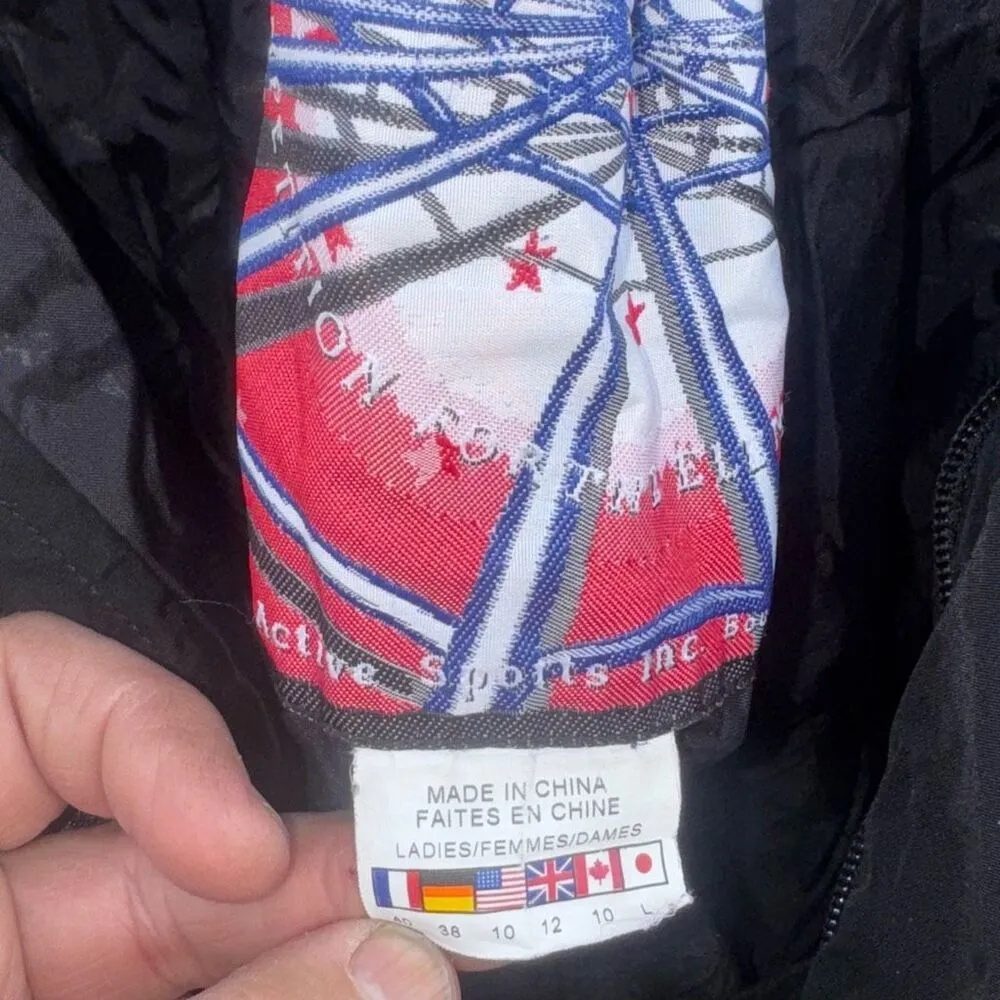 ON FOR THE
Active Sports Inc.
MADE IN CHINA
FAITES EN CHINE
LADIES/FEMMES/DAMES
40 38 10 12 10 L